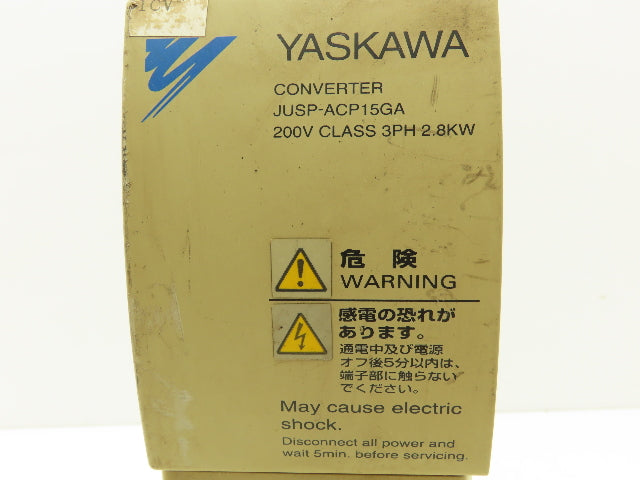 1CV
YASKAWA
CONVERTER
JUSP-ACP15GA
200V CLASS 3PH 2.8KW
危険
WARNING
感電の恐れが
あります。
通電中及び電源
オフ後5分以内は、
端子部に触らない
でください。
May cause electric
shock.
Disconnect all power and
wait 5min. before servicing.